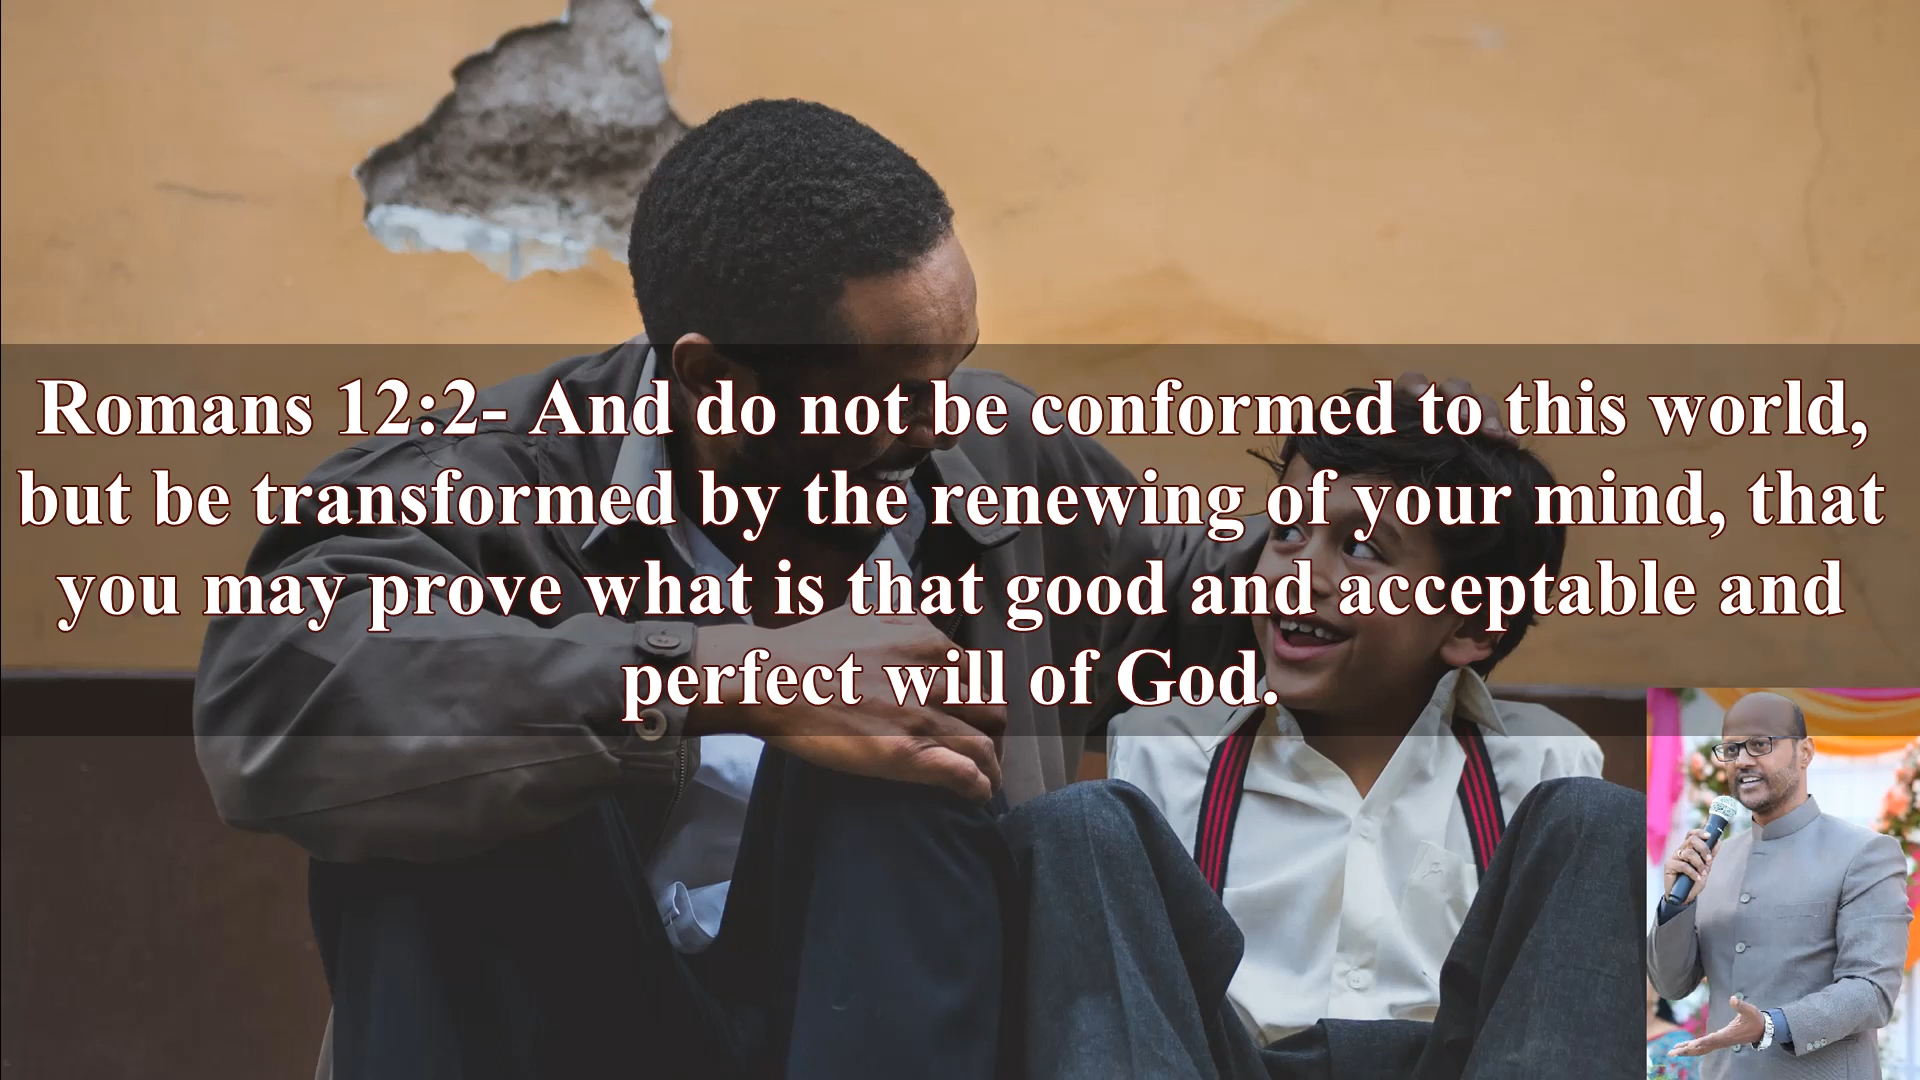 Romans 12:2- And do not be conformed to this world,
but be transformed by the renewing of your mind, that
you may prove what is that good and acceptable and
perfect will of God.